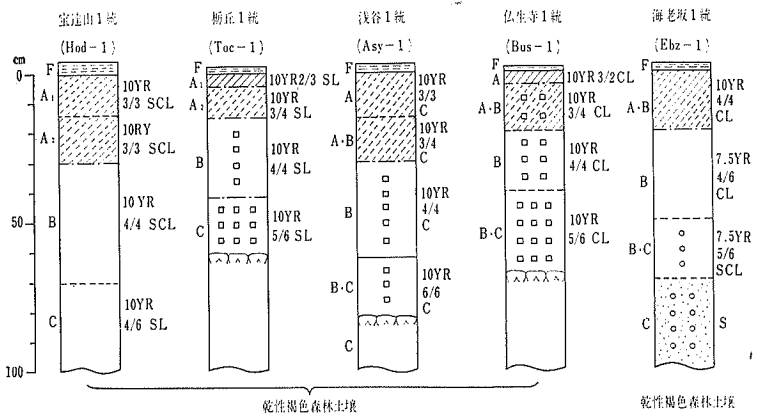 宝達山1統
(Hod-1)
cm
0
50
100
F
A₁
A₂
B
C
10YR
3/3 SCL
10RY
3/3 SCL
10YR
4/4 SCL
10YR
4/6 SL
栃丘1統
(Toc-1)
F
A₁
A₂
B
C
10YR2/3 SL
10YR
3/4 SL
10YR
4/4 SL
10YR
5/6 SL
浅谷1統
(Asy-1)
F
A
A·B
B
B·C
C
10YR
3/3
C
10YR
3/4
C
10YR
4/4
C
10YR
6/6
C
仏生寺1統
(Bus-1)
F
A
A·B
B
B·C
10YR3/2CL
10YR
3/4 CL
10YR
4/4 CL
10YR
5/6 CL
海老坂1統
(Ebz-1)
F
A·B
B
B·C
C
10YR
4/4
CL
7.5YR
4/6
CL
7.5YR
5/6
SCL
S
乾性褐色森林土壌
乾性褐色森林土壌